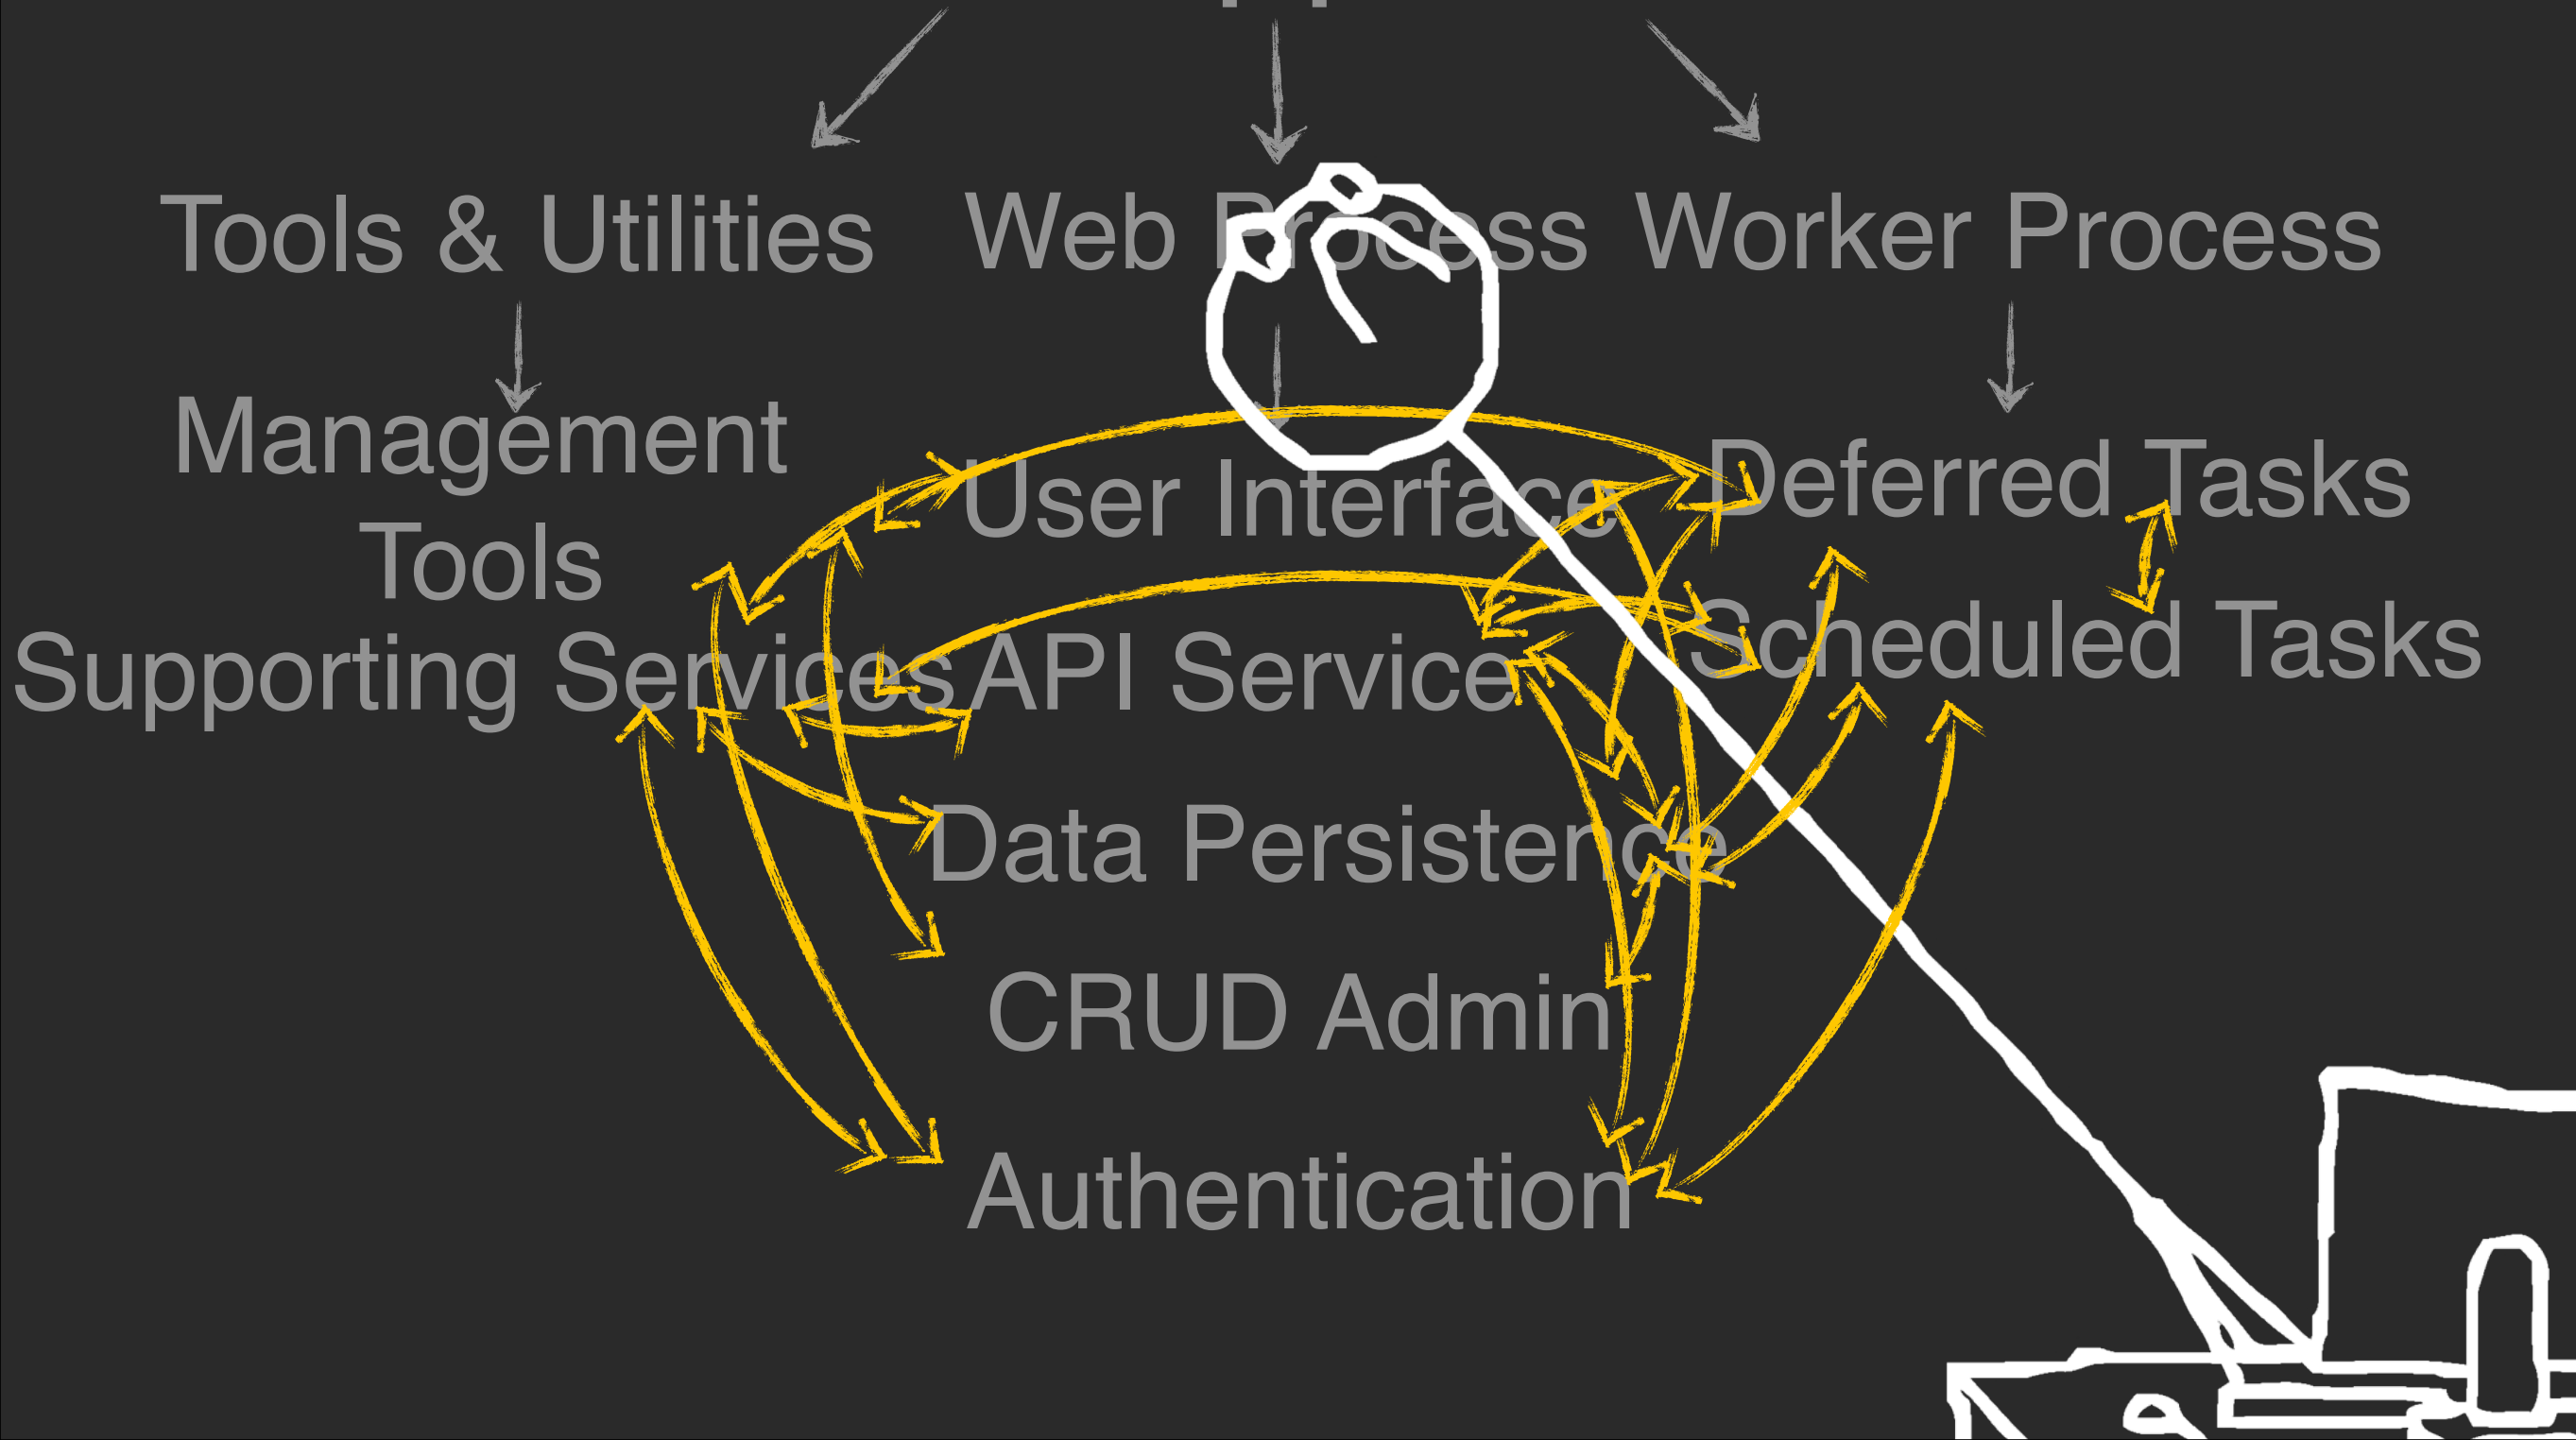 Tools & Utilities
Web Process
Worker Process
Management
Tools
Supporting Services
User Interface
API Service
Data Persistence
CRUD Admin
Authentication
Deferred Tasks
Scheduled Tasks